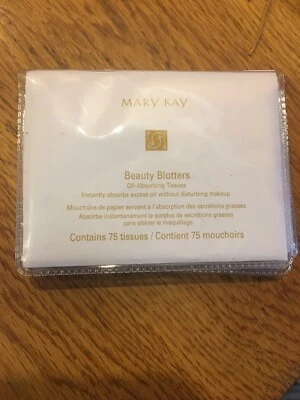 MARY KAY
Beauty Blotters
Oil-Absorbing Tissues
Instantly absorbs excess oil without disturbing makeup
Mouchoirs de papier servant à l'absorption des sécrétions grasses
Absorbe instantanément le surplus de sécrétions grasses
sans altérer le maquillage
Contains 75 tissues / Contient 75 mouchoirs